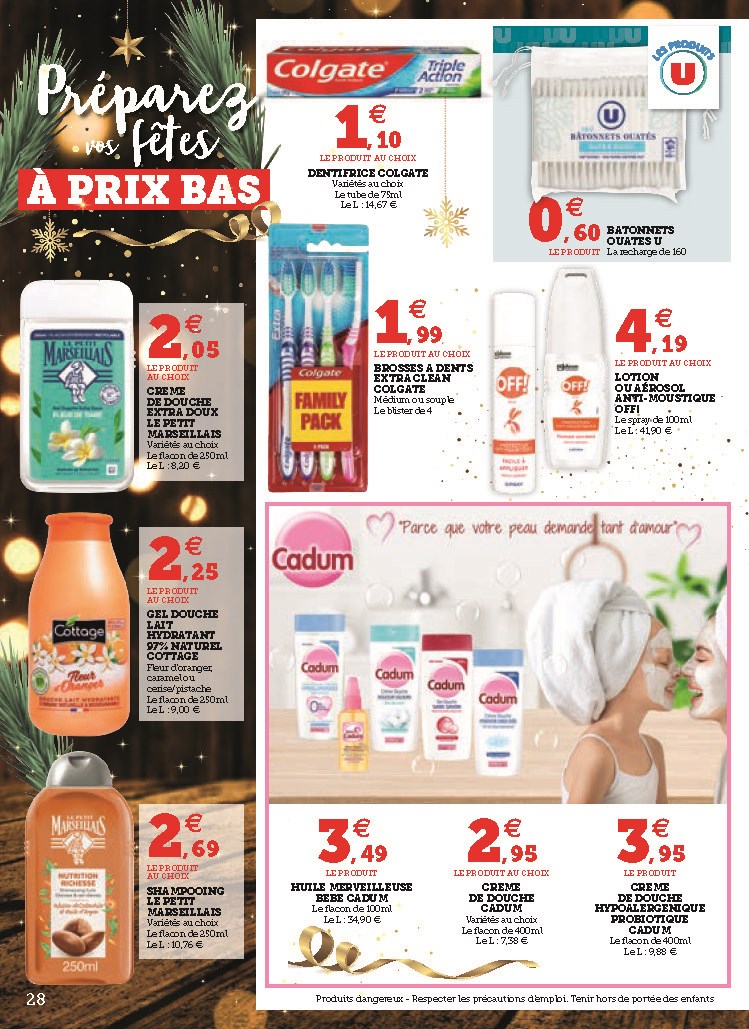 Préparez
vos fêtes
À PRIX BAS
Colgate
Triple
Action
1€,10
LE PRODUIT AU CHOIX
DENTIFRICE COLGATE
Variétés au choix
Le tube de 75ml
Le L : 14,67 €
LES PRODUITS
U
U
BÂTONNETS OUATÉS
0€,60
LE PRODUIT
BATONNETS
OUATES U
La recharge de 160
LE PETIT
MARSEILLAIS
2€,05
LE PRODUIT
AU CHOIX
CREME
DE DOUCHE
EXTRA DOUX
LE PETIT
MARSEILLAIS
Variétés au choix
Le flacon de 250ml
Le L : 8,20 €
Extra
Colgate
FAMILY
PACK
1€,99
LE PRODUIT AU CHOIX
BROSSES A DENTS
EXTRA CLEAN
COLGATE
Médium ou souple
Le blister de 4
OFF!
FACILE À
APPLIQUER
SPRAY
OFF!
4€,19
LE PRODUIT AU CHOIX
LOTION
OU AÉROSOL
ANTI-MOUSTIQUE
OFF!
Le spray de 100ml
Le L : 41,90 €
Cottage
Fleur
d'Oranger
2€,25
LE PRODUIT
AU CHOIX
GEL DOUCHE
LAIT
HYDRATANT
97% NATUREL
COTTAGE
Fleur d'oranger,
caramel ou
cerise/pistache
Le flacon de 250ml
Le L : 9,00 €
Cadum
"Parce que votre peau demande tant d'amour"
Cadum
0%
Cadum
Cadum
Cadum
Cadum
LE PETIT
MARSEILLAIS
NUTRITION
RICHESSE
250ml
2€,69
LE PRODUIT
AU CHOIX
SHAMPOOING
LE PETIT
MARSEILLAIS
Variétés au choix
Le flacon de 250ml
Le L : 10,76 €
3€,49
LE PRODUIT
HUILE MERVEILLEUSE
BEBE CADUM
Le flacon de 100ml
Le L : 34,90 €
2€,95
LE PRODUIT
CREME
DE DOUCHE
CADUM
Variétés au choix
Le flacon de 400ml
Le L : 7,38 €
3€,95
LE PRODUIT
CREME
DE DOUCHE
HYPOALERGENIQUE
PROBIOTIQUE
CADUM
Le flacon de 400ml
Le L : 9,88 €
28
Produits dangereux - Respecter les précautions d'emploi. Tenir hors de portée des enfants